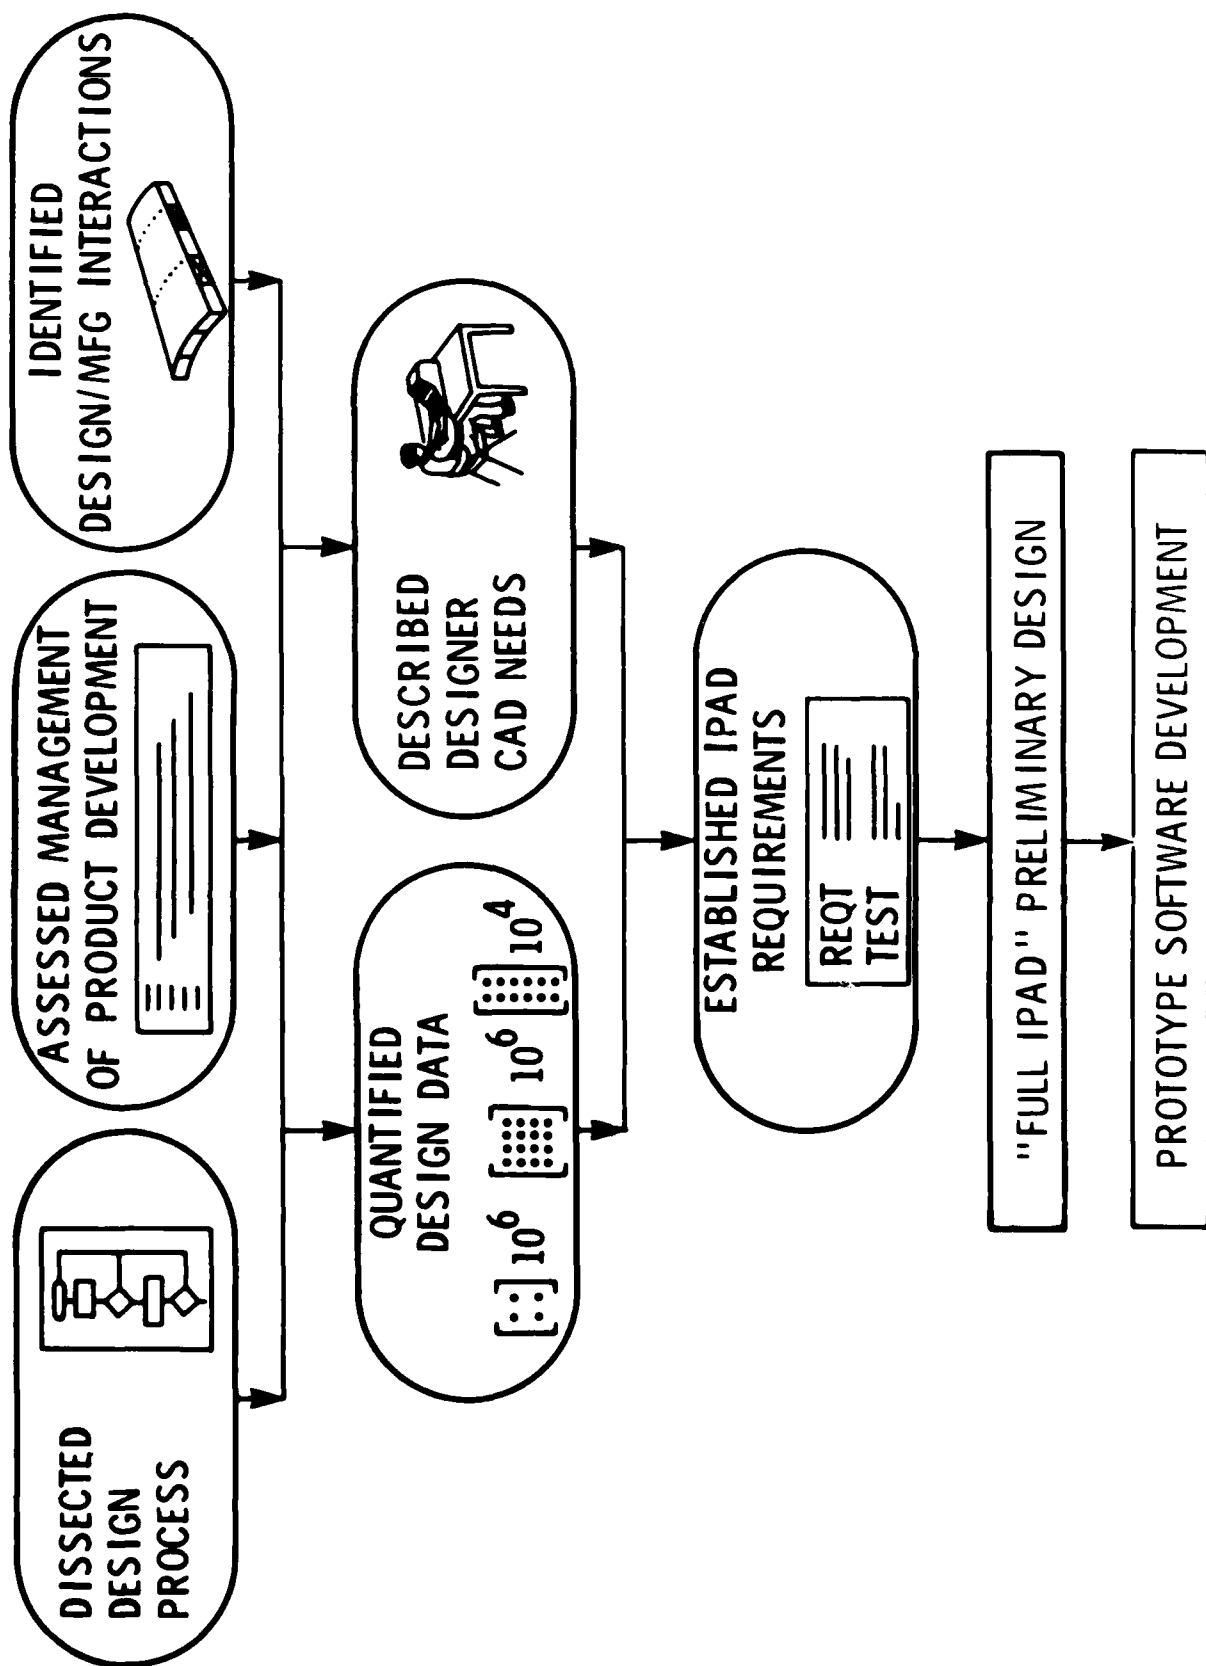 DISSECTED
DESIGN
PROCESS
ASSESSED MANAGEMENT
OF PRODUCT DEVELOPMENT
IDENTIFIED
DESIGN/MFG INTERACTIONS
QUANTIFIED
DESIGN DATA
[::] 10⁶ 10⁶ 10⁴
DESCRIBED
DESIGNER
CAD NEEDS
ESTABLISHED IPAD
REQUIREMENTS
REQT
TEST
"FULL IPAD" PRELIMINARY DESIGN
PROTOTYPE SOFTWARE DEVELOPMENT